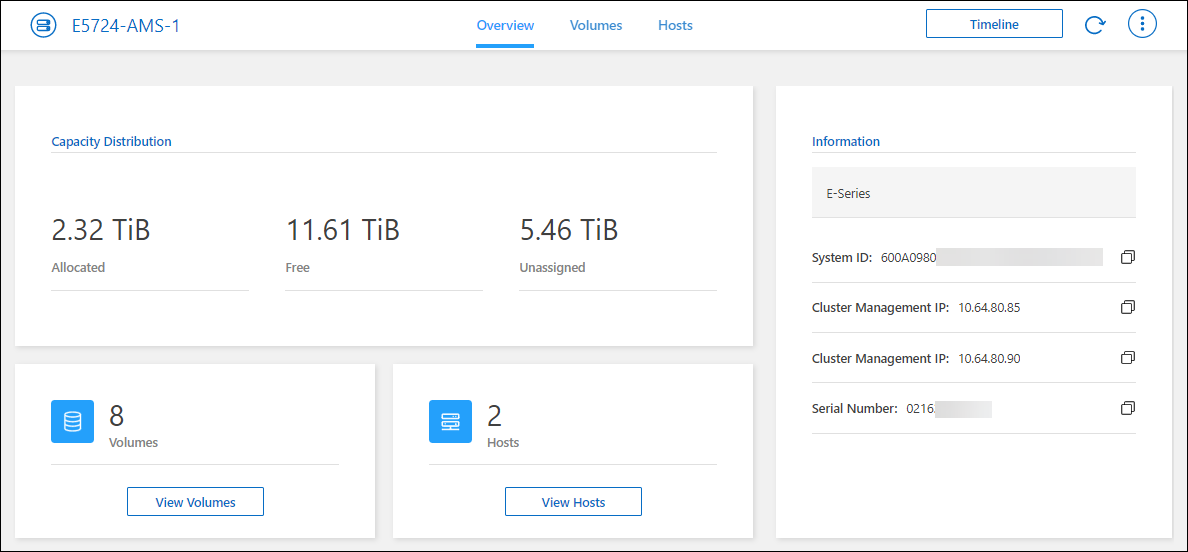 E5724-AMS-1
Overview Volumes Hosts
Timeline
Capacity Distribution
2.32 TiB 11.61 TiB 5.46 TiB
Allocated Free Unassigned
8
Volumes
View Volumes
2
Hosts
View Hosts
Information
E-Series
System ID: 600A0980
Cluster Management IP: 10.64.80.85
Cluster Management IP: 10.64.80.90
Serial Number: 0216